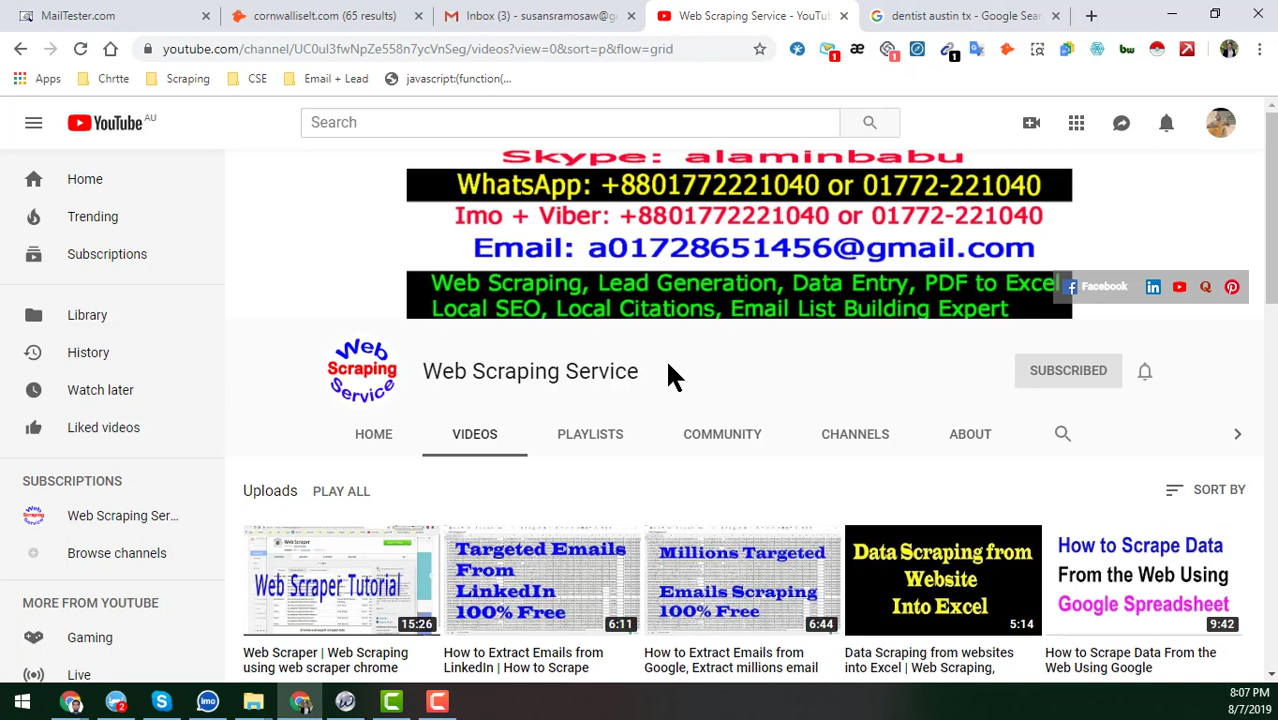 MailTester.com
cornwalliselt.com (65 results)
Inbox (3) - susansramosaw@g
Web Scraping Service - YouTu
dentist austin tx - Google Sear
youtube.com/channel/UC0ul3fwNpZe558n7ycVnSeg/videos?view=0&sort=p&flow=grid
Apps
Chrtte
Scraping
CSE
Email + Lead
javascript:(function(...
YouTube AU
Search
Skype: alaminbabu
WhatsApp: +8801772221040 or 01772-221040
Imo + Viber: +8801772221040 or 01772-221040
Email: a01728651456@gmail.com
Web Scraping, Lead Generation, Data Entry, PDF to Excel
Local SEO, Local Citations, Email List Building Expert
Facebook
Home
Trending
Subscriptions
Library
History
Watch later
Liked videos
SUBSCRIPTIONS
Web Scraping Ser...
Browse channels
MORE FROM YOUTUBE
Gaming
Live
Web
Scraping
Service
Web Scraping Service
SUBSCRIBED
HOME
VIDEOS
PLAYLISTS
COMMUNITY
CHANNELS
ABOUT
Uploads
PLAY ALL
SORT BY
Web Scraper Tutorial
15:26
Web Scraper | Web Scraping
using web scraper chrome
Targeted Emails
From
LinkedIn
100% Free
6:11
How to Extract Emails from
LinkedIn | How to Scrape
Millions Targeted
Emails Scraping
100% Free
6:44
How to Extract Emails from
Google, Extract millions email
Data Scraping from
Website
Into Excel
5:14
Data Scraping from websites
into Excel | Web Scraping,
How to Scrape Data
From the Web Using
Google Spreadsheet
9:42
How to Scrape Data From the
Web Using Google
8:07 PM
8/7/2019